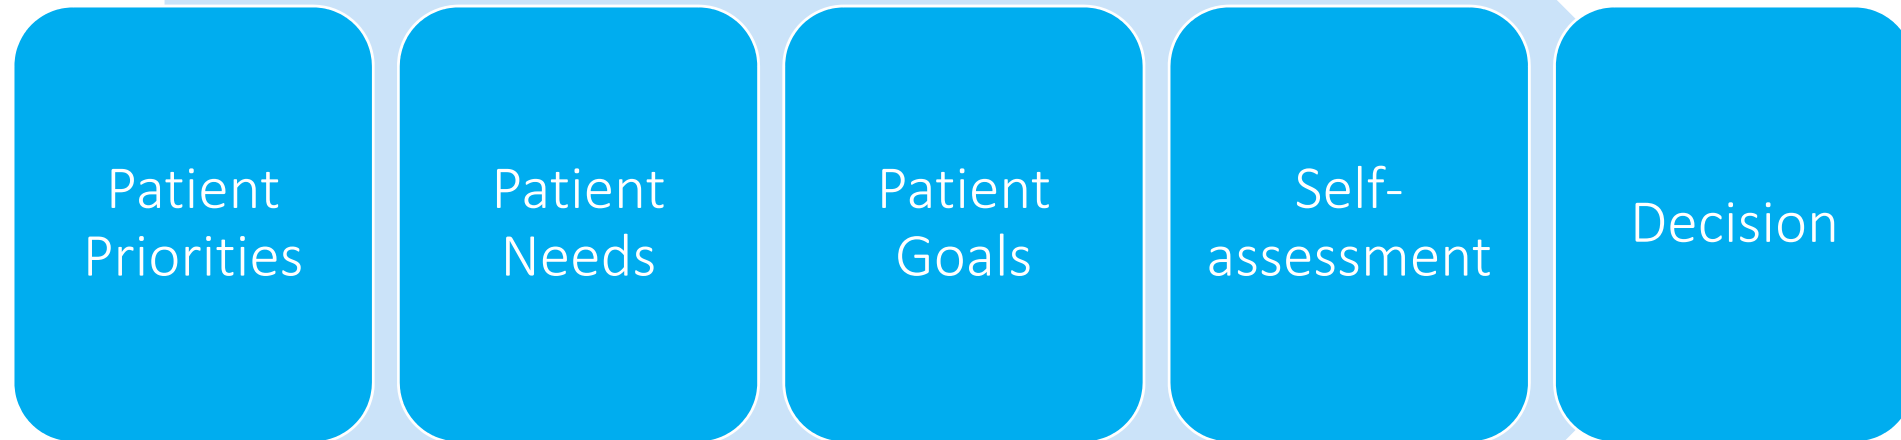 Patient
Priorities
Patient
Needs
Patient
Goals
Self-
assessment
Decision